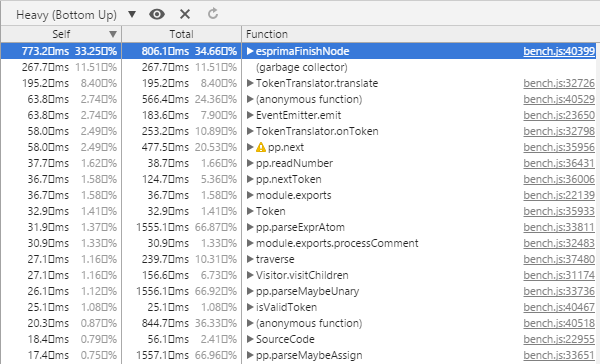 Heavy (Bottom Up) ▼
Self ▼ Total Function
773.2 ms 33.25 % 806.1 ms 34.66 % ▶ esprimaFinishNode bench.js:40399
267.7 ms 11.51 % 267.7 ms 11.51 % (garbage collector)
195.2 ms 8.40 % 195.2 ms 8.40 % ▶ TokenTranslator.translate bench.js:32726
63.8 ms 2.74 % 566.4 ms 24.36 % ▶ (anonymous function) bench.js:40529
63.8 ms 2.74 % 183.6 ms 7.90 % ▶ EventEmitter.emit bench.js:23650
58.0 ms 2.49 % 253.2 ms 10.89 % ▶ TokenTranslator.onToken bench.js:32798
58.0 ms 2.49 % 477.5 ms 20.53 % ▶ pp.next bench.js:35956
37.7 ms 1.62 % 38.7 ms 1.66 % ▶ pp.readNumber bench.js:36431
36.7 ms 1.58 % 124.7 ms 5.36 % ▶ pp.nextToken bench.js:36006
36.7 ms 1.58 % 36.7 ms 1.58 % ▶ module.exports bench.js:22139
32.9 ms 1.41 % 32.9 ms 1.41 % ▶ Token bench.js:35933
31.9 ms 1.37 % 1555.1 ms 66.87 % ▶ pp.parseExprAtom bench.js:33811
30.9 ms 1.33 % 30.9 ms 1.33 % ▶ module.exports.processComment bench.js:32483
27.1 ms 1.16 % 239.7 ms 10.31 % ▶ traverse bench.js:37480
27.1 ms 1.16 % 156.6 ms 6.73 % ▶ Visitor.visitChildren bench.js:31174
26.1 ms 1.12 % 1556.1 ms 66.92 % ▶ pp.parseMaybeUnary bench.js:33736
25.1 ms 1.08 % 25.1 ms 1.08 % ▶ isValidToken bench.js:40467
20.3 ms 0.87 % 844.7 ms 36.33 % ▶ (anonymous function) bench.js:40518
18.4 ms 0.79 % 56.1 ms 2.41 % ▶ SourceCode bench.js:22955
17.4 ms 0.75 % 1557.1 ms 66.96 % ▶ pp.parseMaybeAssign bench.js:33651